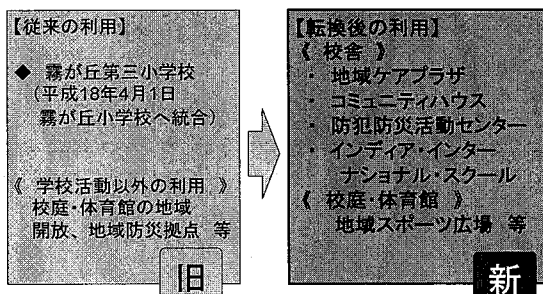 【従来の利用】
◆ 霧が丘第三小学校
(平成18年4月1日
霧が丘小学校へ統合)
《 学校活動以外の利用 》
校庭・体育館の地域
開放、地域防災拠点 等
旧
【転換後の利用】
《 校舎 》
・ 地域ケアプラザ
・ コミュニティハウス
・ 防犯防災活動センター
・ インディア・インター
ナショナル・スクール
《 校庭・体育館 》
地域スポーツ広場 等
新